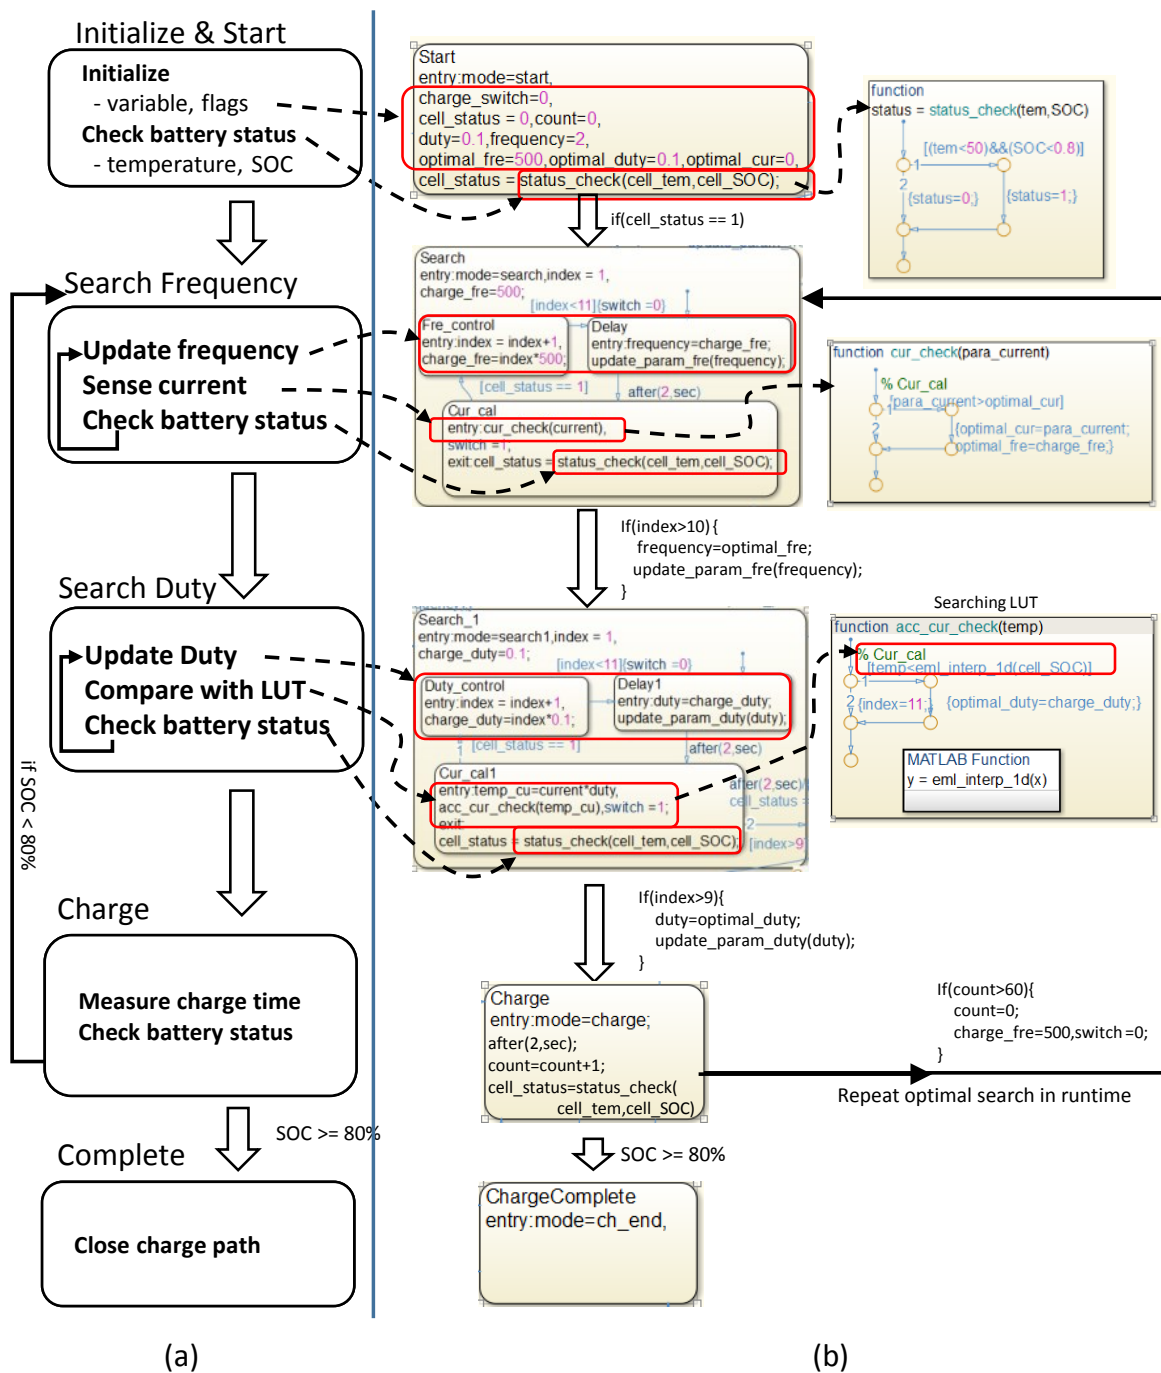 Initialize & Start
Initialize
- variable, flags
Check battery status
- temperature, SOC
Search Frequency
Update frequency
Sense current
Check battery status
Search Duty
Update Duty
Compare with LUT
Check battery status
if SOC < 80%
Charge
Measure charge time
Check battery status
SOC >= 80%
Complete
Close charge path
(a)
Start
entry:mode=start,
charge_switch=0,
cell_status = 0,count=0,
duty=0.1,frequency=2,
optimal_fre=500,optimal_duty=0.1,optimal_cur=0,
cell_status = status_check(cell_tem,cell_SOC);
function
status = status_check(tem,SOC)
[(tem<50)&&(SOC<0.8)]
1
2
{status=0;}
{status=1;}
if(cell_status == 1)
Search
entry:mode=search,index = 1,
charge_fre=500;
[index<11]{switch =0}
Fre_control
entry:index = index+1,
charge_fre=index*500;
Delay
entry:frequency=charge_fre;
update_param_fre(frequency);
[cell_status == 1]
after(2,sec)
Cur_cal
entry:cur_check(current),
switch =1,
exit:cell_status = status_check(cell_tem,cell_SOC);
function cur_check(para_current)
% Cur_cal
[para_current>optimal_cur]
1
2
{optimal_cur=para_current;
optimal_fre=charge_fre;}
If(index>10) {
frequency=optimal_fre;
update_param_fre(frequency);
}
Search_1
entry:mode=search1,index = 1,
charge_duty=0.1;
[index<11]{switch =0}
Duty_control
entry:index = index+1,
charge_duty=index*0.1;
Delay1
entry:duty=charge_duty;
update_param_duty(duty);
1
[cell_status == 1]
after(2,sec)
Cur_cal1
entry:temp_cu=current*duty,
acc_cur_check(temp_cu),switch =1;
exit:
cell_status = status_check(cell_tem,cell_SOC);
after(2,sec)
cell_status =
2
[index>9
Searching LUT
function acc_cur_check(temp)
% Cur_cal
[temp<eml_interp_1d(cell_SOC)]
1
2
{index=11;}
{optimal_duty=charge_duty;}
MATLAB Function
y = eml_interp_1d(x)
If(index>9){
duty=optimal_duty;
update_param_duty(duty);
}
Charge
entry:mode=charge;
after(2,sec);
count=count+1;
cell_status=status_check(
cell_tem,cell_SOC)
If(count>60){
count=0;
charge_fre=500,switch =0;
}
Repeat optimal search in runtime
SOC >= 80%
ChargeComplete
entry:mode=ch_end,
(b)